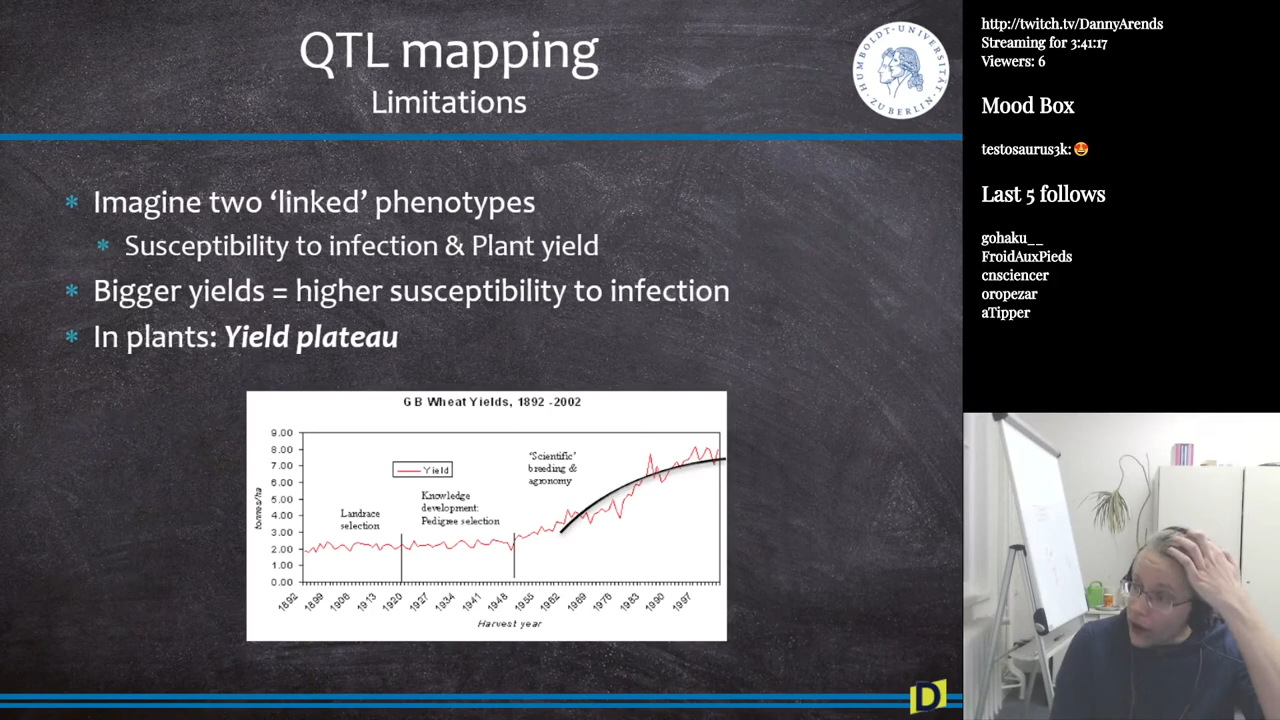 QTL mapping
Limitations
HUMBOLDT-UNIVERSITÄT
ZU BERLIN
Imagine two ‘linked’ phenotypes
Susceptibility to infection & Plant yield
Bigger yields = higher susceptibility to infection
In plants: Yield plateau
GB Wheat Yields, 1892 -2002
9.00
8.00
7.00
6.00
5.00
4.00
3.00
2.00
1.00
0.00
tonnes/ha
Yield
Landrace
selection
Knowledge
development:
Pedigree selection
'Scientific'
breeding &
agronomy
1892
1899
1906
1913
1920
1927
1934
1941
1948
1955
1962
1969
1976
1983
1990
1997
Harvest year
D
http://twitch.tv/DannyArends
Streaming for 3:41:17
Viewers: 6
Mood Box
testosaurus3k:
Last 5 follows
gohaku__
FroidAuxPieds
cnsciencer
oropezar
aTipper